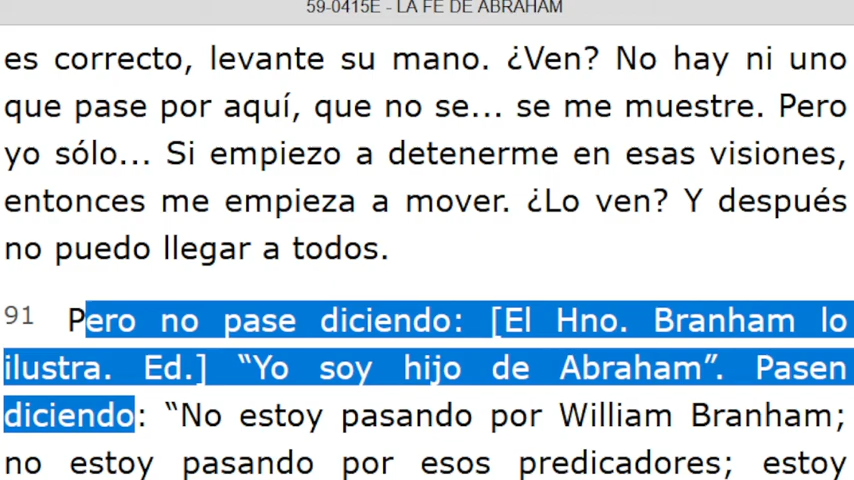 59-0415E - LA FE DE ABRAHAM
es correcto, levante su mano. ¿Ven? No hay ni uno
que pase por aquí, que no se... se me muestre. Pero
yo sólo... Si empiezo a detenerme en esas visiones,
entonces me empieza a mover. ¿Lo ven? Y después
no puedo llegar a todos.
91 Pero no pase diciendo: [El Hno. Branham lo
ilustra. Ed.] “Yo soy hijo de Abraham”. Pasen
diciendo: “No estoy pasando por William Branham;
no estoy pasando por esos predicadores; estoy